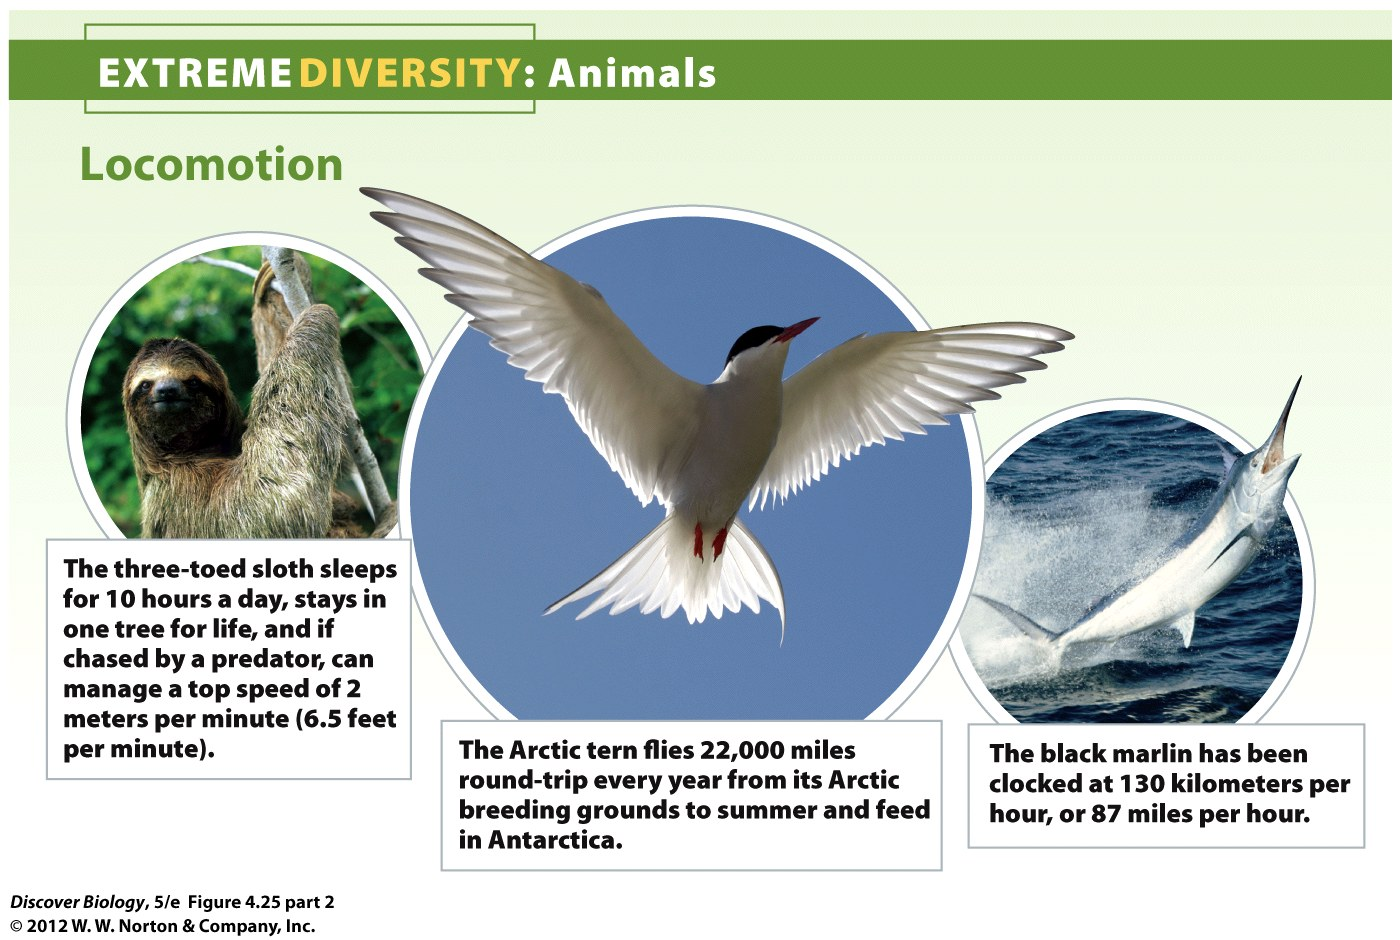 EXTREME DIVERSITY: Animals
Locomotion
The three-toed sloth sleeps
for 10 hours a day, stays in
one tree for life, and if
chased by a predator, can
manage a top speed of 2
meters per minute (6.5 feet
per minute).
The Arctic tern flies 22,000 miles
round-trip every year from its Arctic
breeding grounds to summer and feed
in Antarctica.
The black marlin has been
clocked at 130 kilometers per
hour, or 87 miles per hour.
Discover Biology, 5/e Figure 4.25 part 2
© 2012 W. W. Norton & Company, Inc.